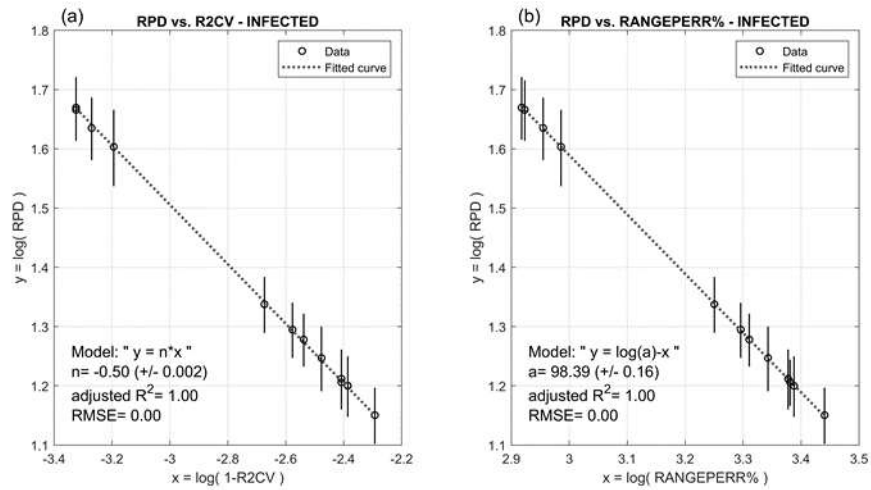 (a)
RPD vs. R2CV - INFECTED
1.8
1.7
1.6
1.5
1.4
1.3
1.2
1.1
y = log( RPD )
Data
Fitted curve
Model: " y = n*x "
n= -0.50 (+/- 0.002)
adjusted R²= 1.00
RMSE= 0.00
-3.4 -3.2 -3 -2.8 -2.6 -2.4 -2.2
x = log( 1-R2CV )
(b)
RPD vs. RANGEPERR% - INFECTED
1.8
1.7
1.6
1.5
1.4
1.3
1.2
1.1
y = log( RPD )
Data
Fitted curve
Model: " y = log(a)-x "
a= 98.39 (+/- 0.16)
adjusted R²= 1.00
RMSE= 0.00
2.9 3 3.1 3.2 3.3 3.4 3.5
x = log( RANGEPERR% )